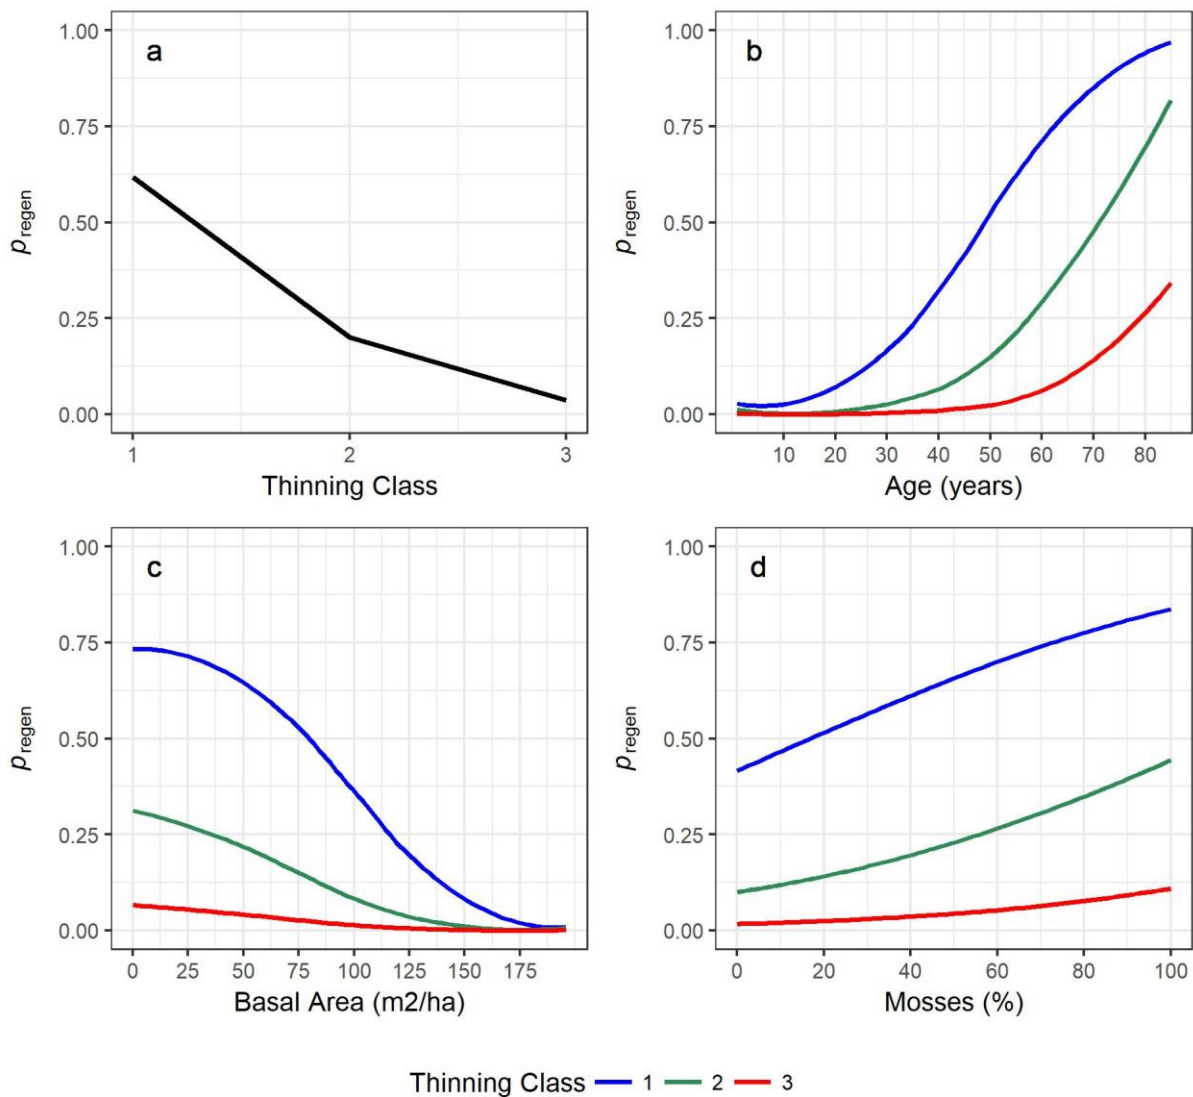 a
1.00
0.75
0.50
0.25
0.00
pregen
1 2 3
Thinning Class
b
1.00
0.75
0.50
0.25
0.00
pregen
10 20 30 40 50 60 70 80
Age (years)
c
1.00
0.75
0.50
0.25
0.00
pregen
0 25 50 75 100 125 150 175
Basal Area (m2/ha)
d
1.00
0.75
0.50
0.25
0.00
pregen
0 20 40 60 80 100
Mosses (%)
Thinning Class 1 2 3